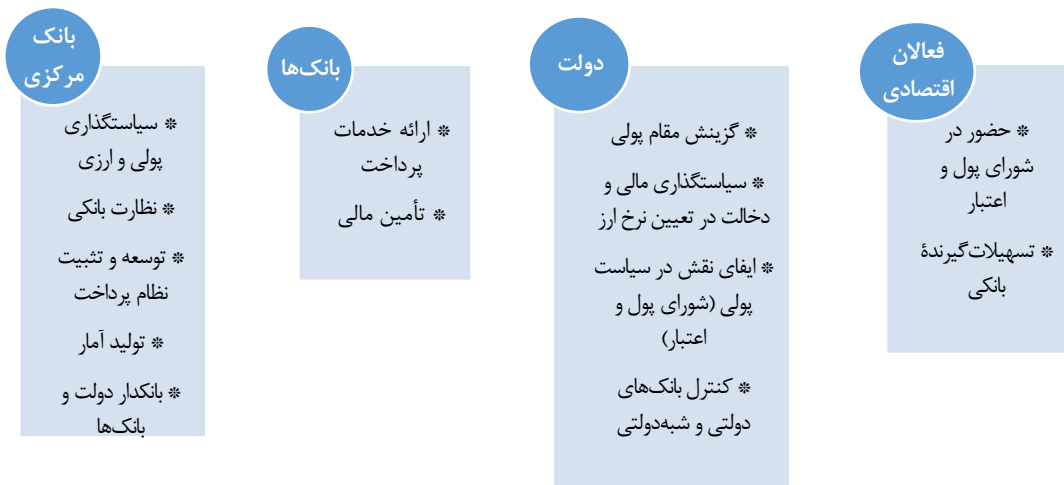 فعالان
اقتصادی
❊ حضور در
شورای پول و
اعتبار
❊ تسهیلات‌گیرندۀ
بانکی
دولت
❊ گزینش مقام پولی
❊ سیاستگذاری مالی و
دخالت در تعیین نرخ ارز
❊ ایفای نقش در سیاست
پولی (شورای پول و
اعتبار)
❊ کنترل بانک‌های
دولتی و شبه‌دولتی
بانک‌ها
❊ ارائه خدمات
پرداخت
❊ تأمین مالی
بانک
مرکزی
❊ سیاستگذاری
پولی و ارزی
❊ نظارت بانکی
❊ توسعه و تثبیت
نظام پرداخت
❊ تولید آمار
❊ بانکدار دولت و
بانک‌ها